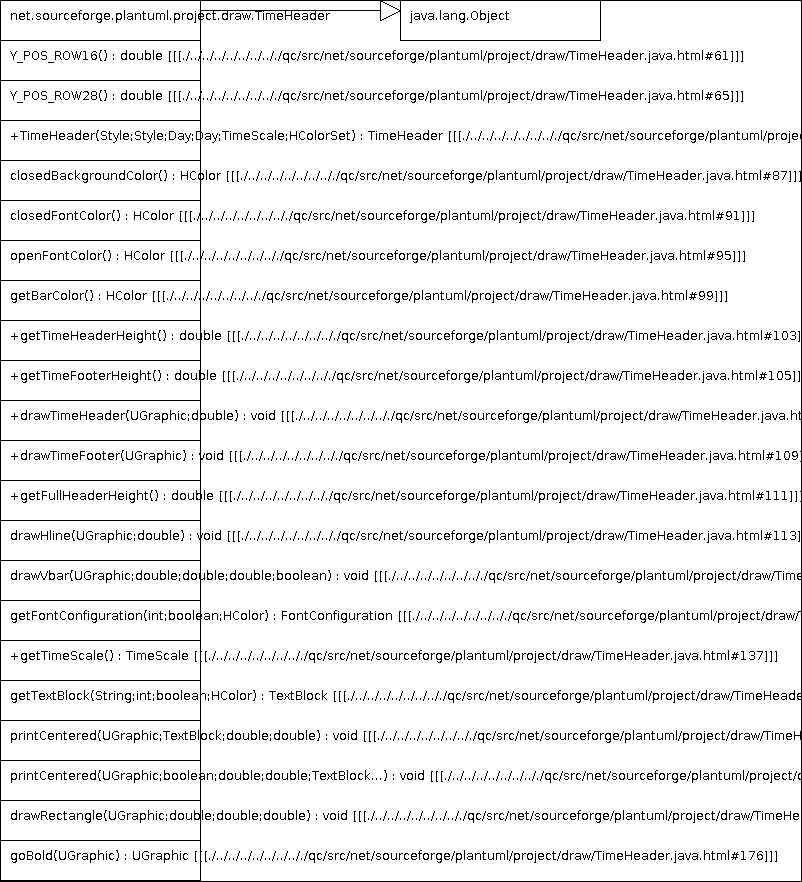 net.sourceforge.plantuml.project.draw.TimeHeader
java.lang.Object
Y_POS_ROW16() : double [[[./../../../../../../../../qc/src/net/sourceforge/plantuml/project/draw/TimeHeader.java.html#61]]]
Y_POS_ROW28() : double [[[./../../../../../../../../qc/src/net/sourceforge/plantuml/project/draw/TimeHeader.java.html#65]]]
+TimeHeader(Style;Style;Day;Day;TimeScale;HColorSet) : TimeHeader [[[./../../../../../../../../qc/src/net/sourceforge/plantuml/proje
closedBackgroundColor() : HColor [[[./../../../../../../../../qc/src/net/sourceforge/plantuml/project/draw/TimeHeader.java.html#87]]]
closedFontColor() : HColor [[[./../../../../../../../../qc/src/net/sourceforge/plantuml/project/draw/TimeHeader.java.html#91]]]
openFontColor() : HColor [[[./../../../../../../../../qc/src/net/sourceforge/plantuml/project/draw/TimeHeader.java.html#95]]]
getBarColor() : HColor [[[./../../../../../../../../qc/src/net/sourceforge/plantuml/project/draw/TimeHeader.java.html#99]]]
+getTimeHeaderHeight() : double [[[./../../../../../../../../qc/src/net/sourceforge/plantuml/project/draw/TimeHeader.java.html#103]
+getTimeFooterHeight() : double [[[./../../../../../../../../qc/src/net/sourceforge/plantuml/project/draw/TimeHeader.java.html#105]]
+drawTimeHeader(UGraphic;double) : void [[[./../../../../../../../../qc/src/net/sourceforge/plantuml/project/draw/TimeHeader.java.ht
+drawTimeFooter(UGraphic) : void [[[./../../../../../../../../qc/src/net/sourceforge/plantuml/project/draw/TimeHeader.java.html#109]
+getFullHeaderHeight() : double [[[./../../../../../../../../qc/src/net/sourceforge/plantuml/project/draw/TimeHeader.java.html#111]]]
drawHline(UGraphic;double) : void [[[./../../../../../../../../qc/src/net/sourceforge/plantuml/project/draw/TimeHeader.java.html#113]
drawVbar(UGraphic;double;double;double;boolean) : void [[[./../../../../../../../../qc/src/net/sourceforge/plantuml/project/draw/Time
getFontConfiguration(int;boolean;HColor) : FontConfiguration [[[./../../../../../../../../qc/src/net/sourceforge/plantuml/project/draw/T
+getTimeScale() : TimeScale [[[./../../../../../../../../qc/src/net/sourceforge/plantuml/project/draw/TimeHeader.java.html#137]]]
getTextBlock(String;int;boolean;HColor) : TextBlock [[[./../../../../../../../../qc/src/net/sourceforge/plantuml/project/draw/TimeHeade
printCentered(UGraphic;TextBlock;double;double) : void [[[./../../../../../../../../qc/src/net/sourceforge/plantuml/project/draw/TimeH
printCentered(UGraphic;boolean;double;double;TextBlock...) : void [[[./../../../../../../../../qc/src/net/sourceforge/plantuml/project/d
drawRectangle(UGraphic;double;double;double) : void [[[./../../../../../../../../qc/src/net/sourceforge/plantuml/project/draw/TimeHe
goBold(UGraphic) : UGraphic [[[./../../../../../../../../qc/src/net/sourceforge/plantuml/project/draw/TimeHeader.java.html#176]]]